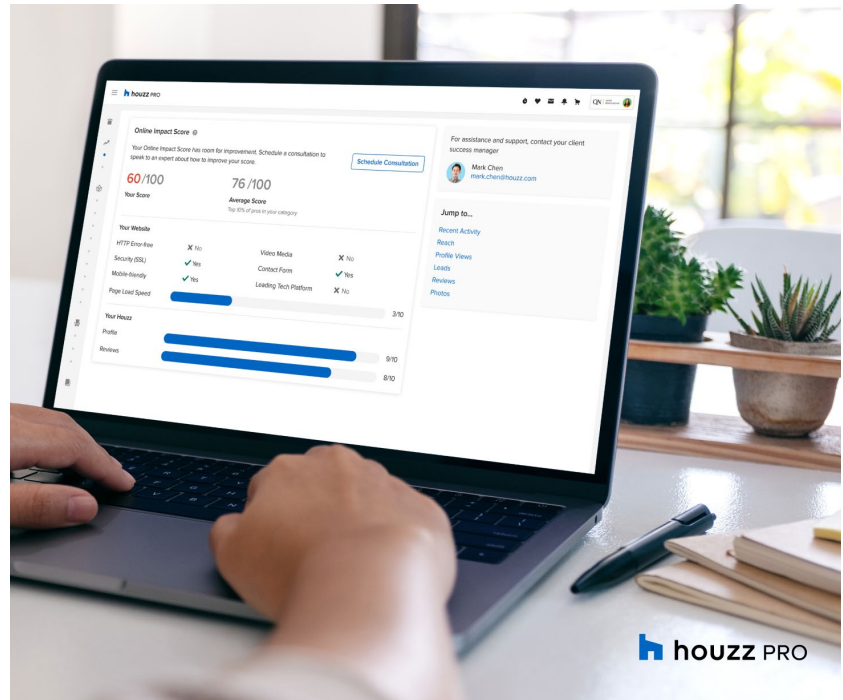 houzz PRO
Online Impact Score
Your Online Impact Score has room for improvement, Schedule a consultation to
speak to an expert about how to improve your score.
Schedule Consultation
60/100
Your Score
76/100
Average Score
Top 10% of pros in your category
Your Website
HTTP Error-free
No
Security (SSL)
Yes
Mobile-friendly
Yes
Video Media
No
Contact Form
Yes
Leading Tech Platform
No
Page Load Speed
3/10
Your Houzz
Profile
9/10
Reviews
8/10
For assistance and support, contact your client
success manager
Mark Chen
mark.chen@houzz.com
Jump to...
Recent Activity
Reach
Profile Views
Leads
Reviews
Photos
houzz PRO